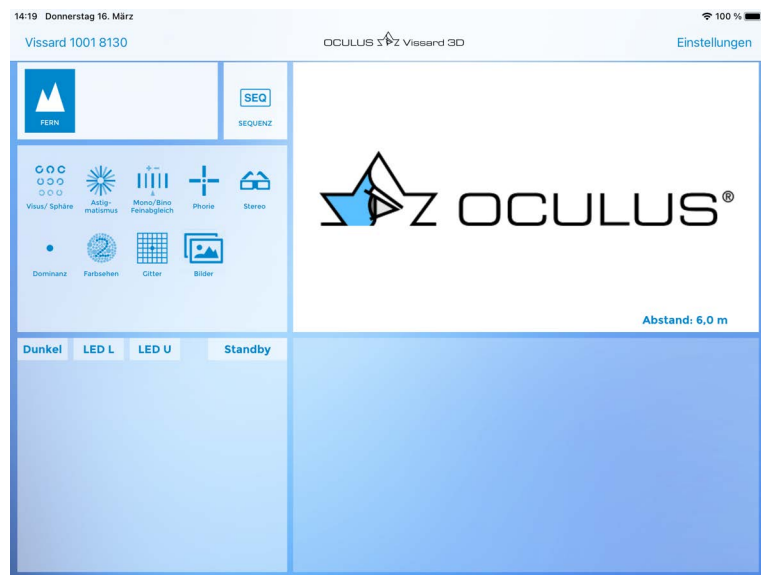 14:19 Donnerstag 16. März
100 %
Vissard 1001 8130
OCULUS Vissard 3D
Einstellungen
FERN
SEQ
SEQUENZ
Visus/ Sphäre
Astig-
matismus
Mono/Bino
Feinabgleich
Phorie
Stereo
Dominanz
2
Farbsehen
Gitter
Bilder
OCULUS®
Abstand: 6,0 m
Dunkel
LED L
LED U
Standby